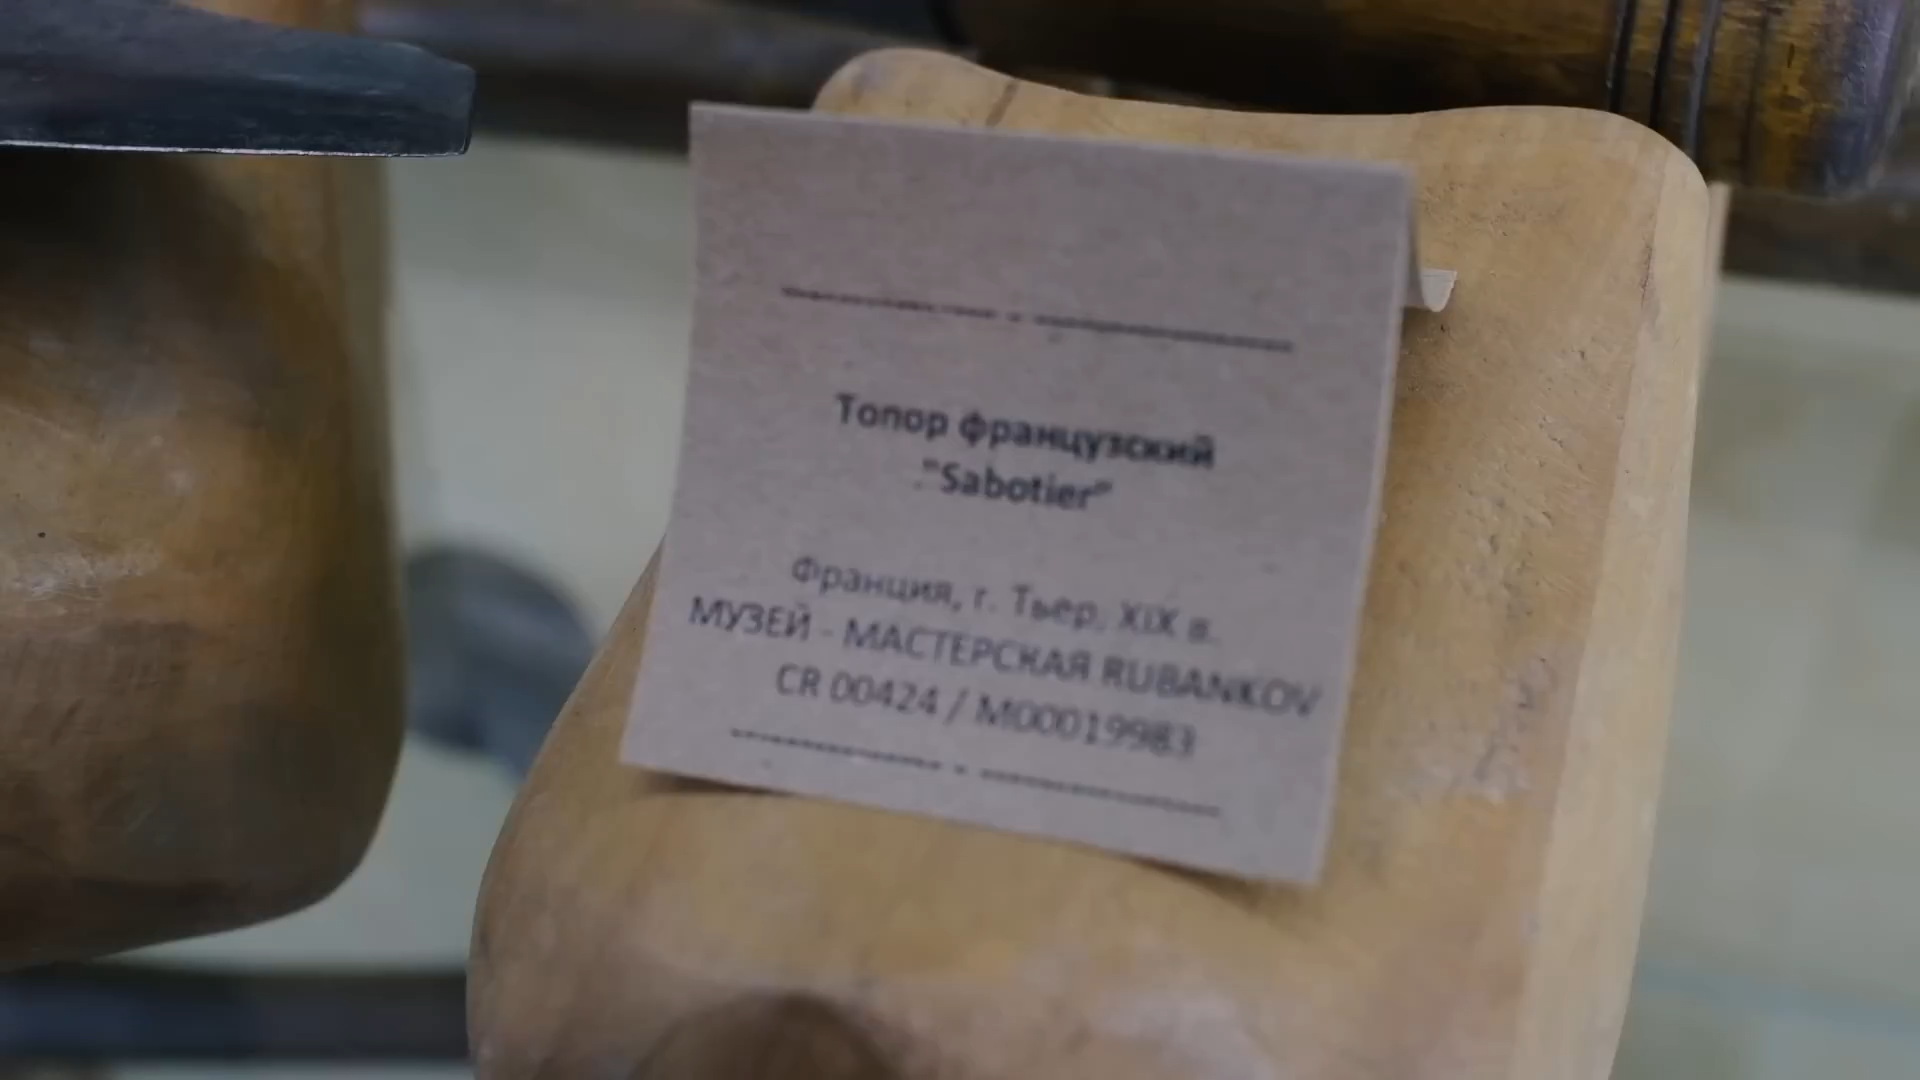 Топор французский
"Sabotier"
Франция, г. Тьер, XIX в.
МУЗЕЙ - МАСТЕРСКАЯ RUBANKOV
CR 00424 / M00019983